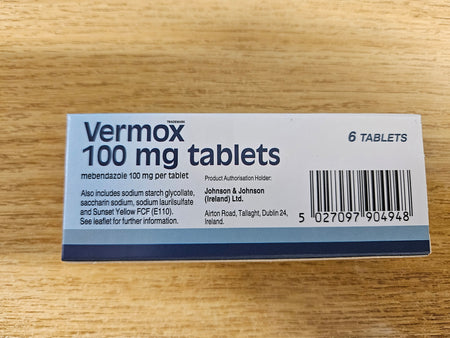 TRADEMARK
Vermox
100 mg tablets
mebendazole 100 mg per tablet
Also includes sodium starch glycollate,
saccharin sodium, sodium laurilsulfate
and Sunset Yellow FCF (E110).
See leaflet for further information.
Product Authorisation Holder:
Johnson & Johnson
(Ireland) Ltd.
Airton Road, Tallaght, Dublin 24,
Ireland.
6 TABLETS
5 027097 904948